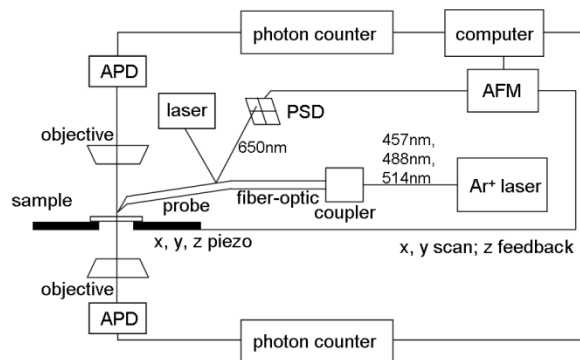 photon counter
computer
APD
AFM
laser
PSD
objective
650nm
457nm,
488nm,
514nm
Ar⁺ laser
sample
probe
fiber-optic
coupler
x, y, z piezo
x, y scan; z feedback
objective
APD
photon counter